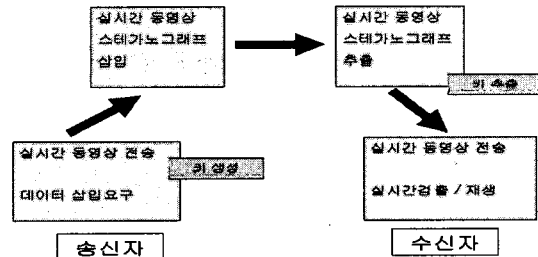 실시간 동영상
스테가노그래프
삽입
실시간 동영상
스테가노그래프
추출
키 추출
실시간 동영상 전송
데이터 삽입요구
키 생성
실시간 동영상 전송
실시간검출 / 재생
송신자
수신자